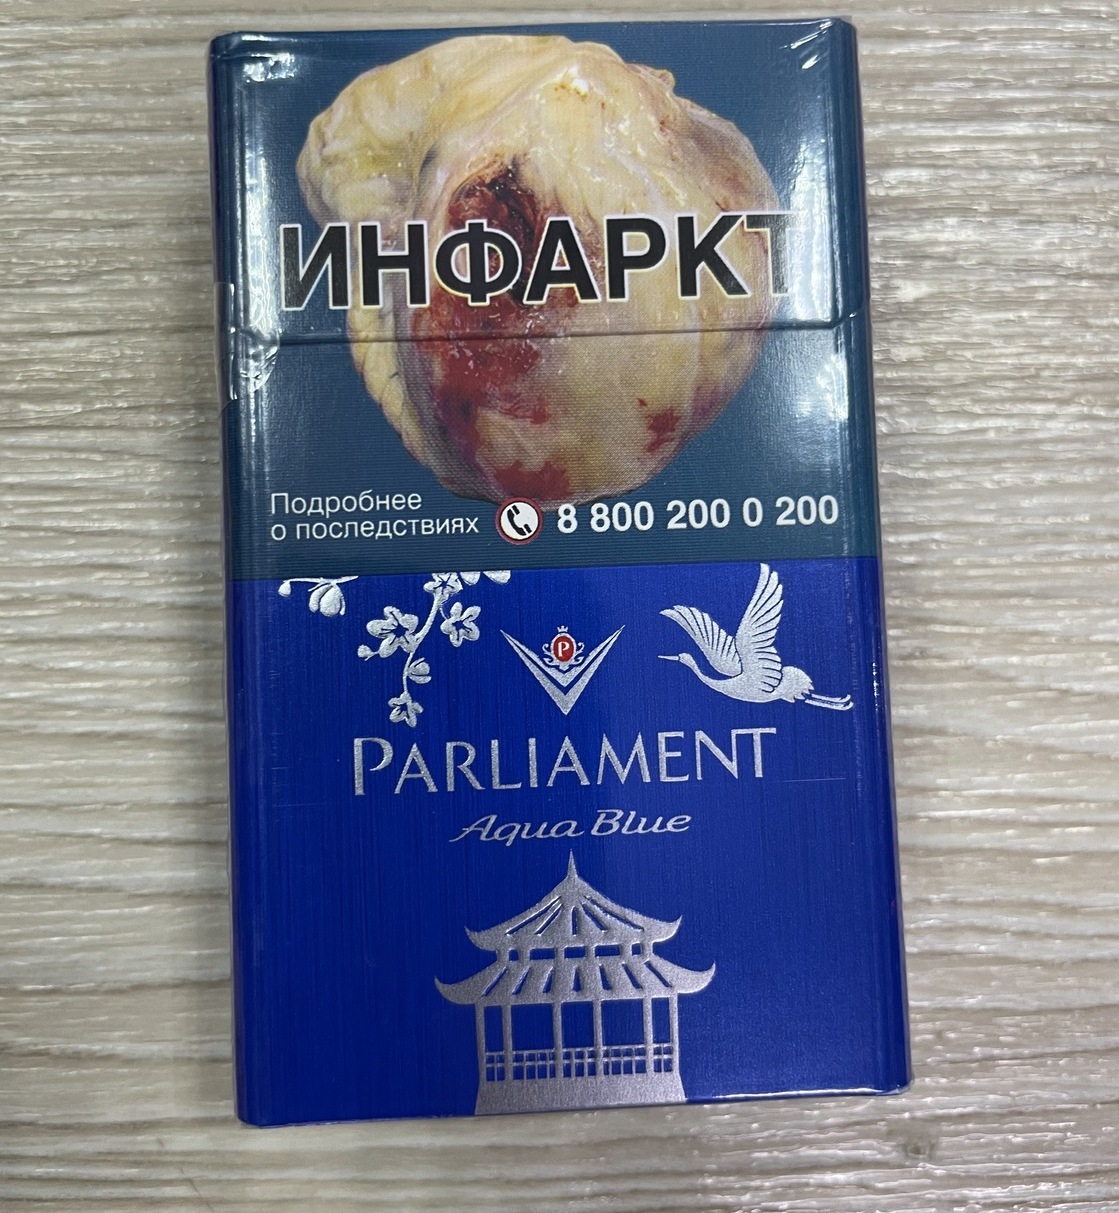 ИНФАРКТ
Подробнее
о последствиях 8 800 200 0 200
P
PARLIAMENT
Aqua Blue